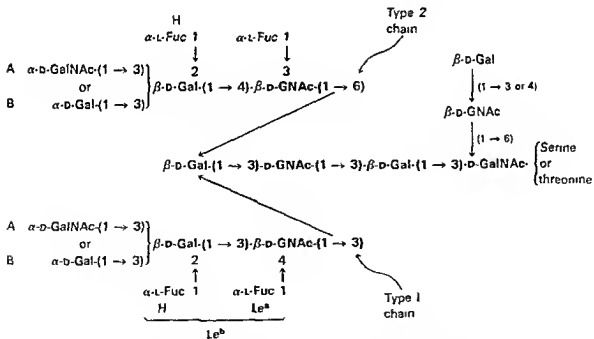 H
Type 2
chain
α-L-Fuc 1 α-L-Fuc 1
↓ ↓
A α-D-GalNAc-(1 → 3) 2 3
or β-D-Gal-(1 → 4)-β-D-GNAc-(1 → 6)
B α-D-Gal-(1 → 3)
β-D-Gal
(1 → 3 or 4)
β-D-GNAc
(1 → 6)
β-D-Gal-(1 → 3)-D-GNAc-(1 → 3)-β-D-Gal-(1 → 3)-D-GalNAc-
Serine
or
threonine
A α-D-GalNAc-(1 → 3)
or β-D-Gal-(1 → 3)-β-D-GNAc-(1 → 3)
B α-D-Gal-(1 → 3) 2 4
↑ ↑
α-L-Fuc 1 α-L-Fuc 1
H Leᵃ
Leᵇ
Type I
chain